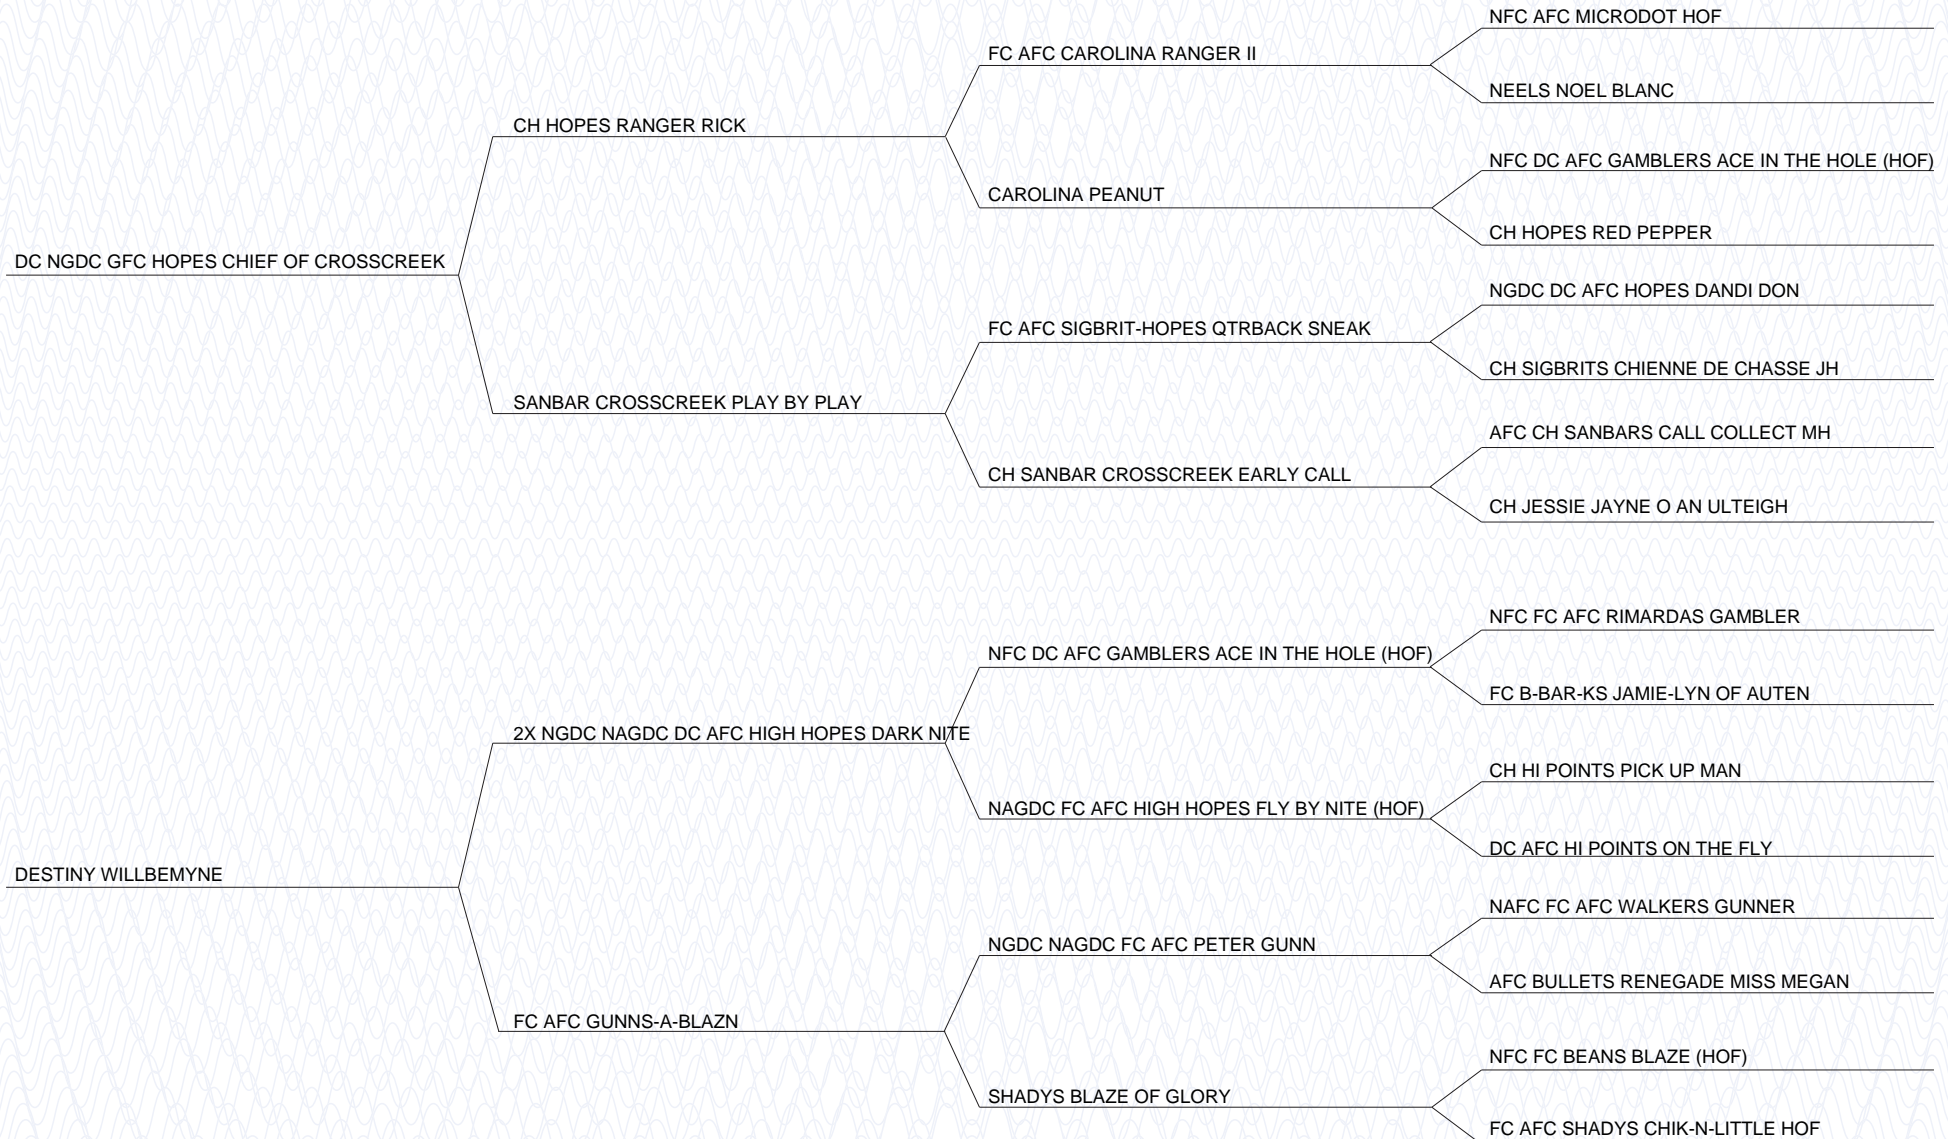 NFC AFC MICRODOT HOF
FC AFC CAROLINA RANGER II
NEELS NOEL BLANC
CH HOPES RANGER RICK
NFC DC AFC GAMBLERS ACE IN THE HOLE (HOF)
CAROLINA PEANUT
CH HOPES RED PEPPER
DC NGDC GFC HOPES CHIEF OF CROSSCREEK
NGDC DC AFC HOPES DANDI DON
FC AFC SIGBRIT-HOPES QTRBACK SNEAK
CH SIGBRITS CHIENNE DE CHASSE JH
SANBAR CROSSCREEK PLAY BY PLAY
AFC CH SANBARS CALL COLLECT MH
CH SANBAR CROSSCREEK EARLY CALL
CH JESSIE JAYNE O AN ULTEIGH
NFC FC AFC RIMARDAS GAMBLER
NFC DC AFC GAMBLERS ACE IN THE HOLE (HOF)
FC B-BAR-KS JAMIE-LYN OF AUTEN
2X NGDC NAGDC DC AFC HIGH HOPES DARK NITE
CH HI POINTS PICK UP MAN
NAGDC FC AFC HIGH HOPES FLY BY NITE (HOF)
DC AFC HI POINTS ON THE FLY
DESTINY WILLBEMYNE
NAFC FC AFC WALKERS GUNNER
NGDC NAGDC FC AFC PETER GUNN
AFC BULLETS RENEGADE MISS MEGAN
FC AFC GUNNS-A-BLAZN
NFC FC BEANS BLAZE (HOF)
SHADYS BLAZE OF GLORY
FC AFC SHADYS CHIK-N-LITTLE HOF